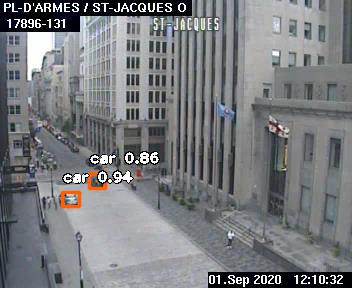 PL-D'ARMES / ST-JACQUES O
17896-131
ST-JACQUES
car 0.86
car 0.94
01.Sep 2020 12:10:32